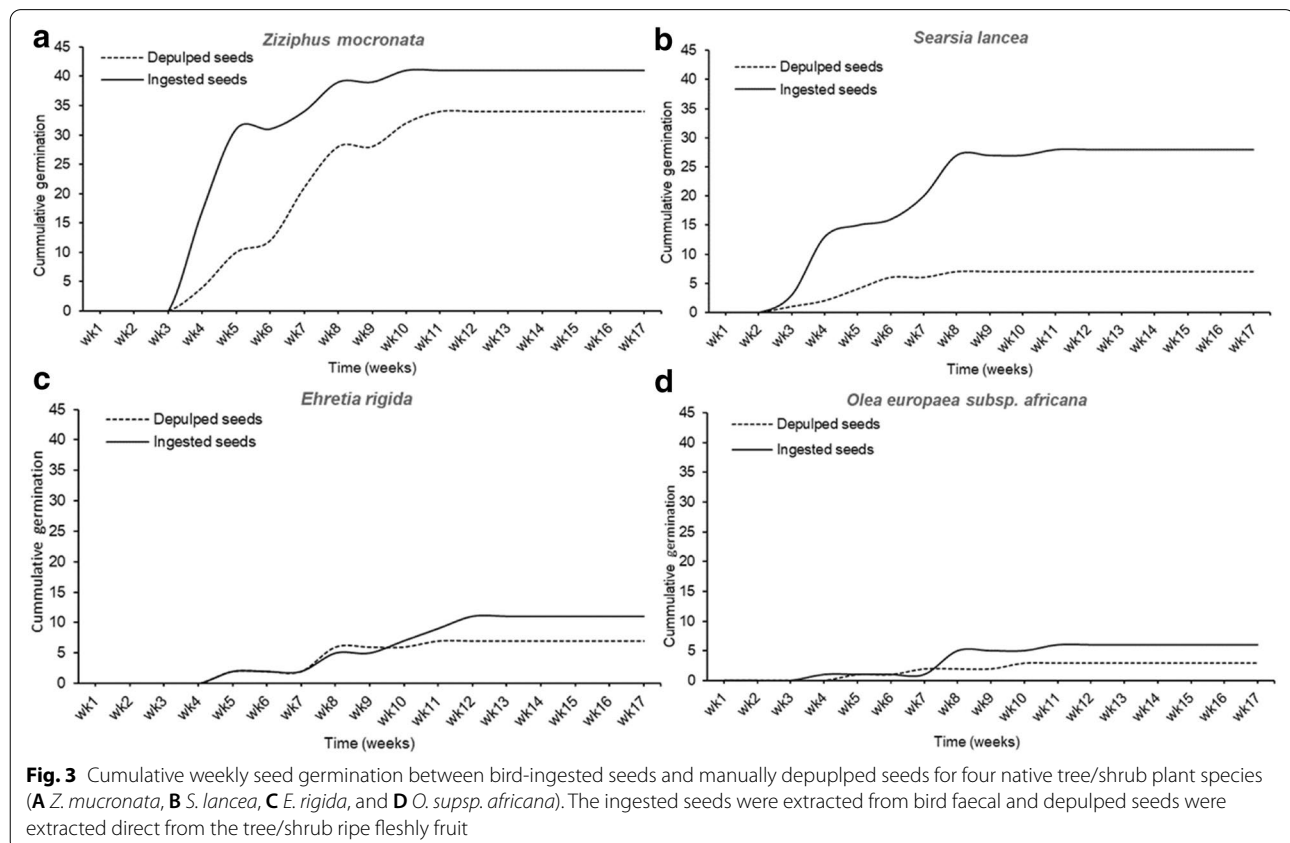 a
Ziziphus mocronata
Depulped seeds
Ingested seeds
Cummulative germination
45
40
35
30
25
20
15
10
5
0
wk1 wk2 wk3 wk4 wk5 wk6 wk7 wk8 wk9 wk10 wk11 wk12 wk13 wk14 wk15 wk16 wk17
Time (weeks)
b
Searsia lancea
Depulped seeds
Ingested seeds
Cummulative germination
45
40
35
30
25
20
15
10
5
0
wk1 wk2 wk3 wk4 wk5 wk6 wk7 wk8 wk9 wk10 wk11 wk12 wk13 wk14 wk15 wk16 wk17
Time (weeks)
c
Ehretia rigida
Depulped seeds
Ingested seeds
Cummulative germination
45
40
35
30
25
20
15
10
5
0
wk1 wk2 wk3 wk4 wk5 wk6 wk7 wk8 wk9 wk10 wk11 wk12 wk13 wk14 wk15 wk16 wk17
Time (weeks)
d
Olea europaea subsp. africana
Depulped seeds
Ingested seeds
Cummulative germination
45
40
35
30
25
20
15
10
5
0
wk1 wk2 wk3 wk4 wk5 wk6 wk7 wk8 wk9 wk10 wk11 wk12 wk13 wk14 wk15 wk16 wk17
Time (weeks)
Fig. 3 Cumulative weekly seed germination between bird-ingested seeds and manually depuplped seeds for four native tree/shrub plant species
(A Z. mucronata, B S. lancea, C E. rigida, and D O. supsp. africana). The ingested seeds were extracted from bird faecal and depulped seeds were
extracted direct from the tree/shrub ripe fleshly fruit